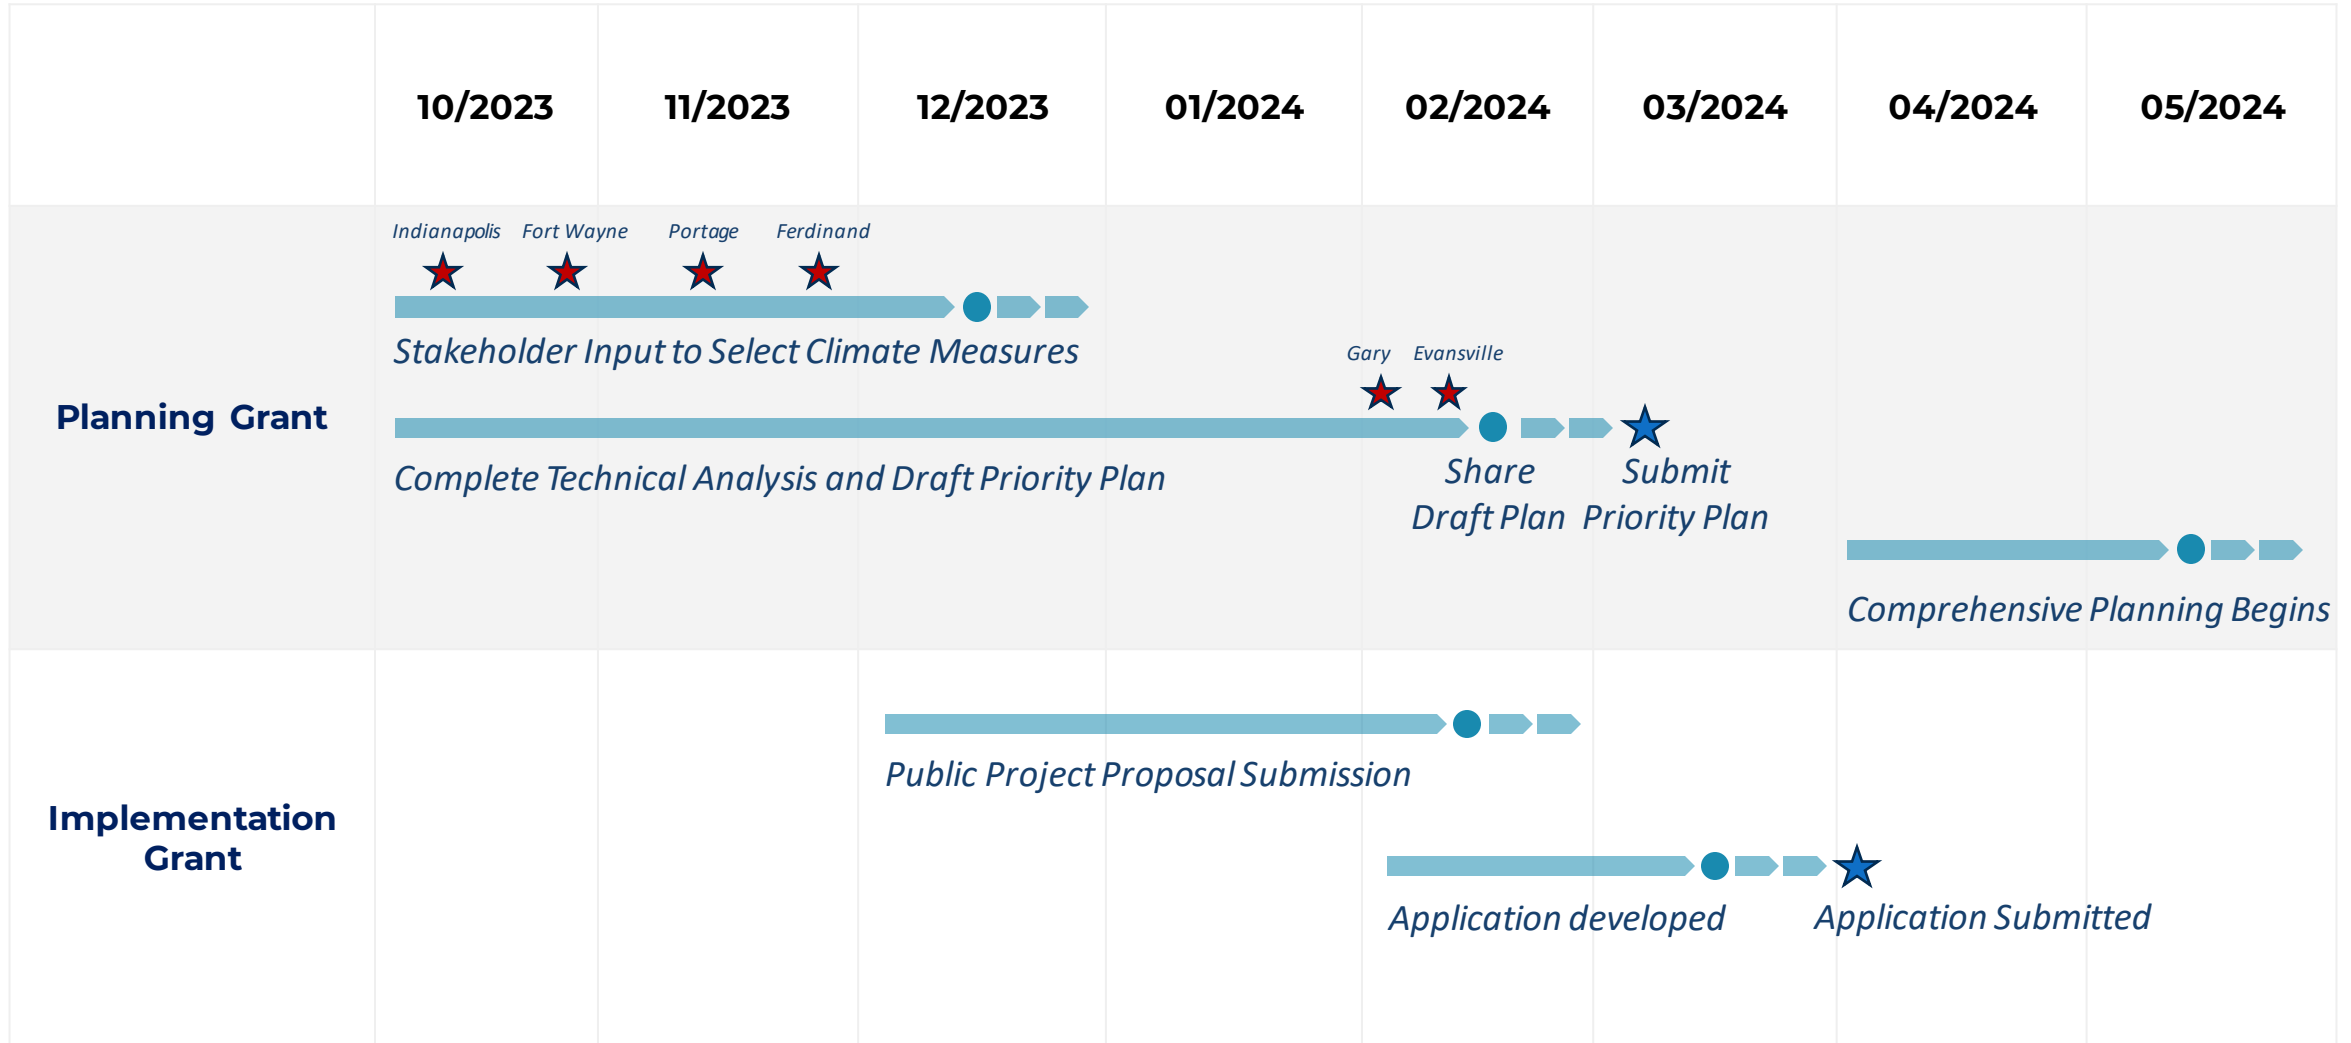 10/2023
11/2023
12/2023
01/2024
02/2024
03/2024
04/2024
05/2024
Planning Grant
Indianapolis
Fort Wayne
Portage
Ferdinand
Stakeholder Input to Select Climate Measures
Gary
Evansville
Complete Technical Analysis and Draft Priority Plan
Share
Draft Plan
Submit
Priority Plan
Comprehensive Planning Begins
Implementation
Grant
Public Project Proposal Submission
Application developed
Application Submitted